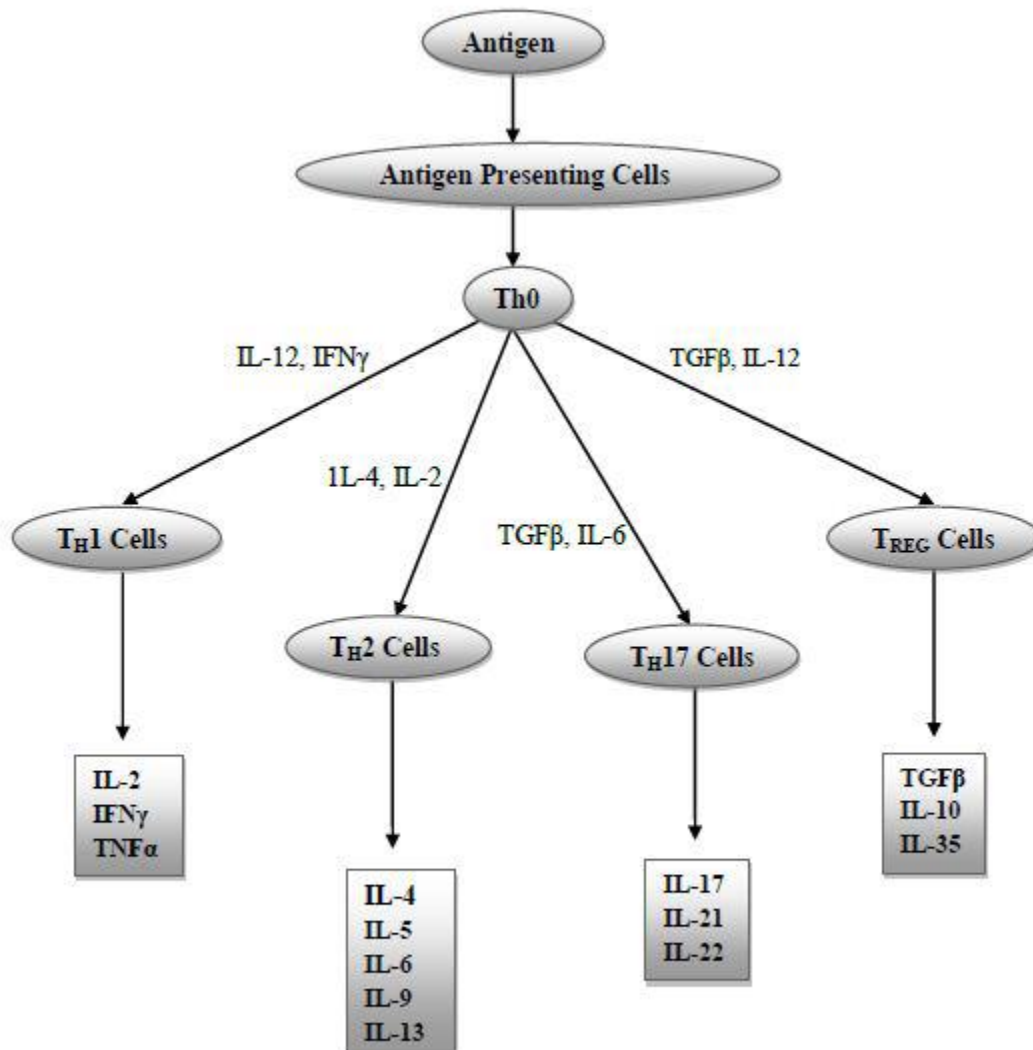 Antigen
Antigen Presenting Cells
Th0
IL-12, IFNγ
TGFβ, IL-12
1L-4, IL-2
TGFβ, IL-6
TH1 Cells
TREG Cells
TH2 Cells
TH17 Cells
IL-2
IFNγ
TNFα
TGFβ
IL-10
IL-35
IL-4
IL-5
IL-6
IL-9
IL-13
IL-17
IL-21
IL-22